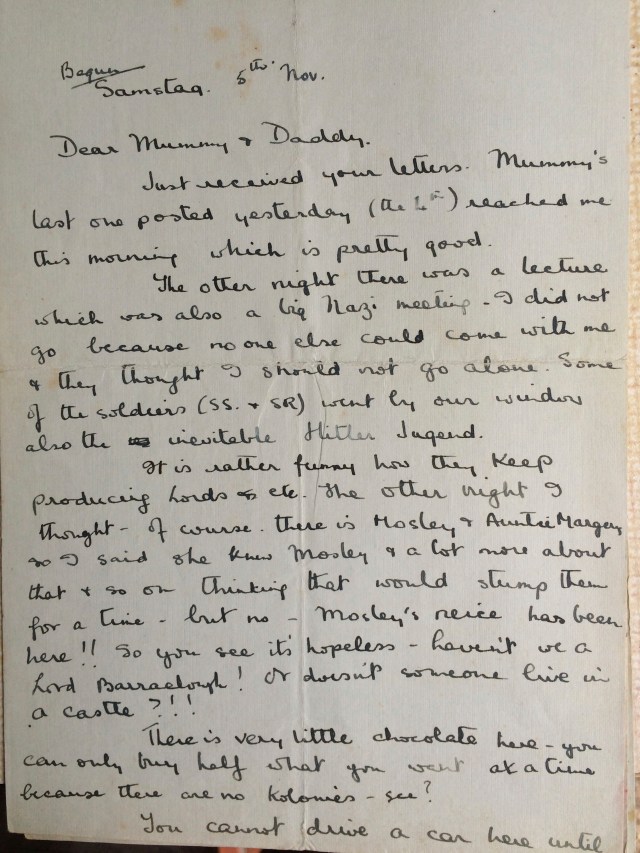 Samstag. 5th. Nov.
Dear Mummy & Daddy.
Just received your letters. Mummy's
last one posted yesterday (the 4th) reached me
this morning which is pretty good.
The other night there was a lecture
which was also a big Nazi meeting - I did not
go because no one else could come with me
& they thought I should not go alone. Some
of the soldiers (SS. & SR) went by our window
also the inevitable Hitler Jugend.
It is rather funny how they keep
producing Lords & etc. The other night I
thought - of course. there is Mosley & Auntie Margery
so I said she knew Mosley & a lot more about
that & so on thinking that would stump them
for a time - but no - Mosley's neice has been
here!! So you see it's hopeless - haven't we a
Lord Barraclough! Or doesn't someone live in
a castle?!!!
There is very little chocolate here - you
can only buy half what you want at a time
because there are no Kolonies - see?
You cannot drive a car here until